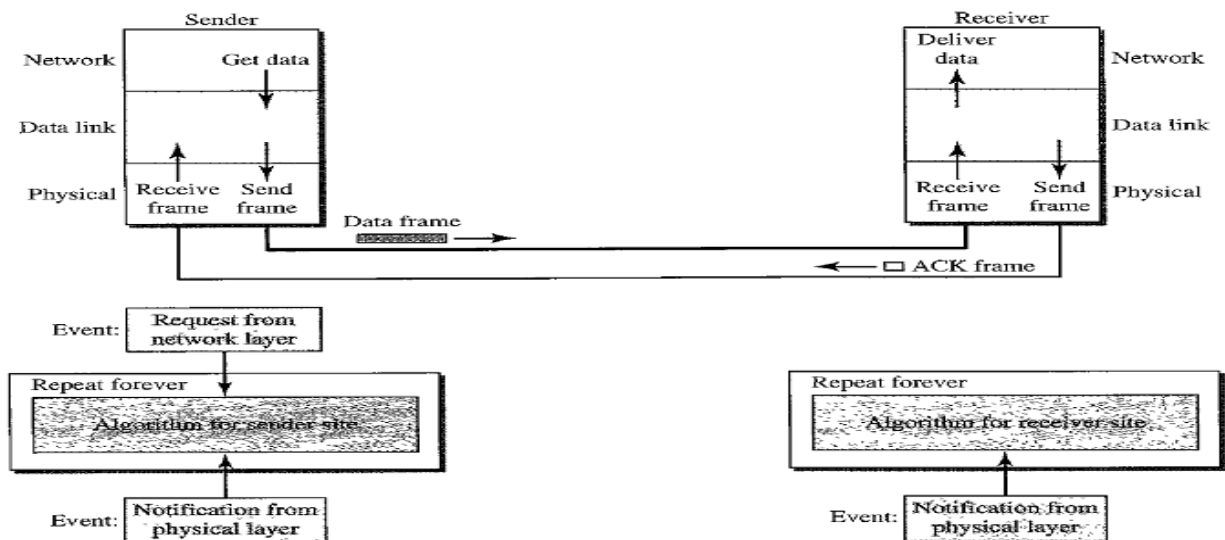 Sender
Receiver
Network
Get data
Deliver
data
Network
Data link
Data link
Physical
Receive
frame
Send
frame
Data frame
Receive
frame
Send
frame
Physical
ACK frame
Event:
Request from
network layer
Repeat forever
Algorithm for sender site
Repeat forever
Algorithm for receiver site
Event:
Notification from
physical layer
Event:
Notification from
physical layer